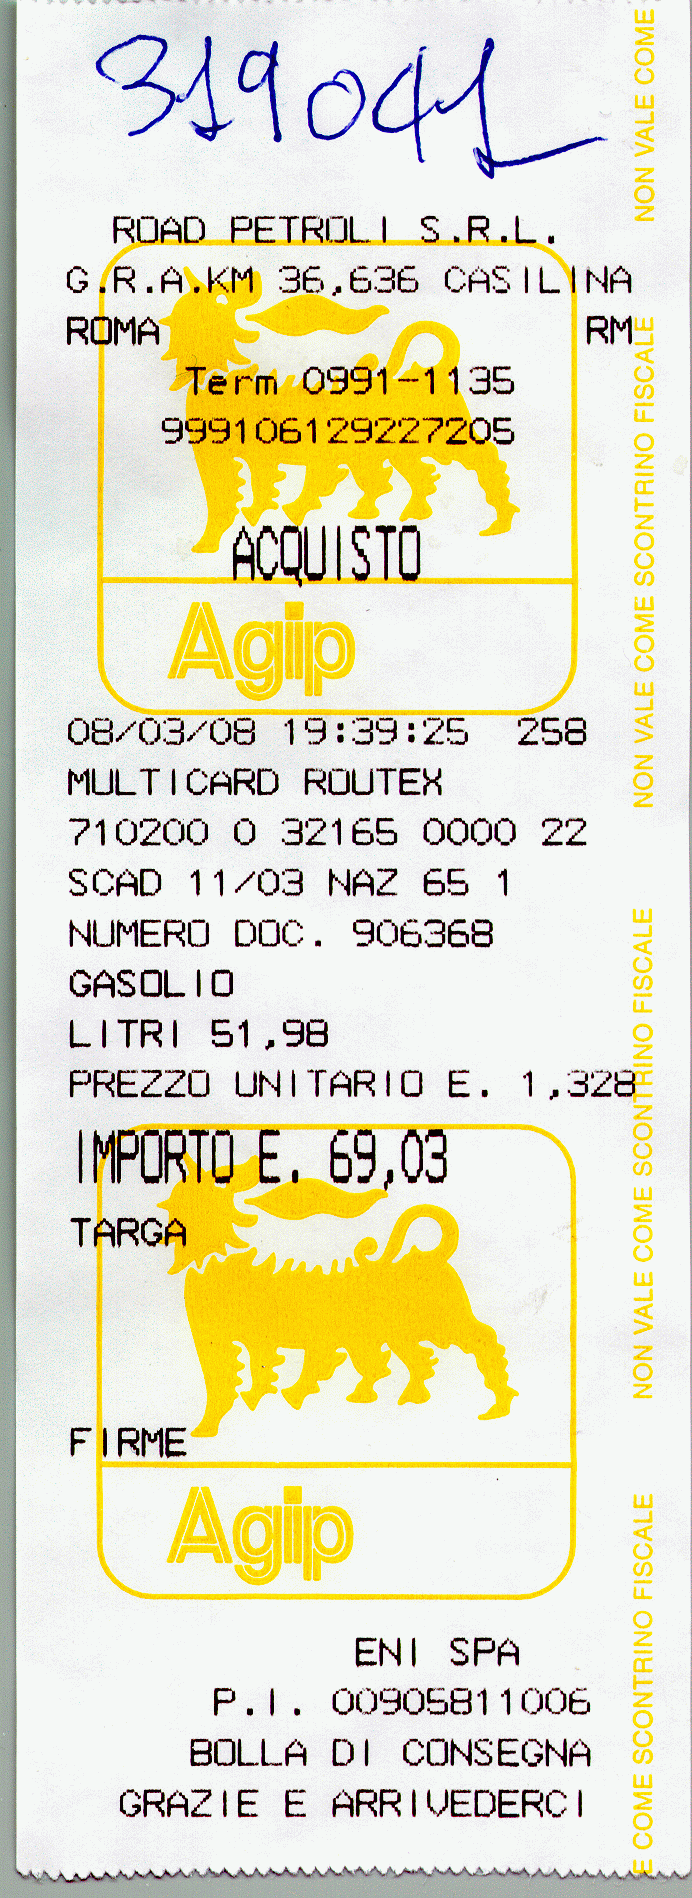 319041
ROAD PETROLI S.R.L.
G.R.A.KM 36,636 CASILINA
ROMA RM
Term 0991-1135
999106129227205
ACQUISTO
Agip
08/03/08 19:39:25 258
MULTICARD ROUTEX
710200 0 32165 0000 22
SCAD 11/03 NAZ 65 1
NUMERO DOC. 906368
GASOLIO
LITRI 51,98
PREZZO UNITARIO E. 1,328
IMPORTO E. 69,03
TARGA
FIRME
Agip
ENI SPA
P.I. 00905811006
BOLLA DI CONSEGNA
GRAZIE E ARRIVEDERCI
NON VALE COME
NON VALE COME SCONTRINO FISCALE
NON VALE COME SCONTRINO FISCALE
E COME SCONTRINO FISCALE